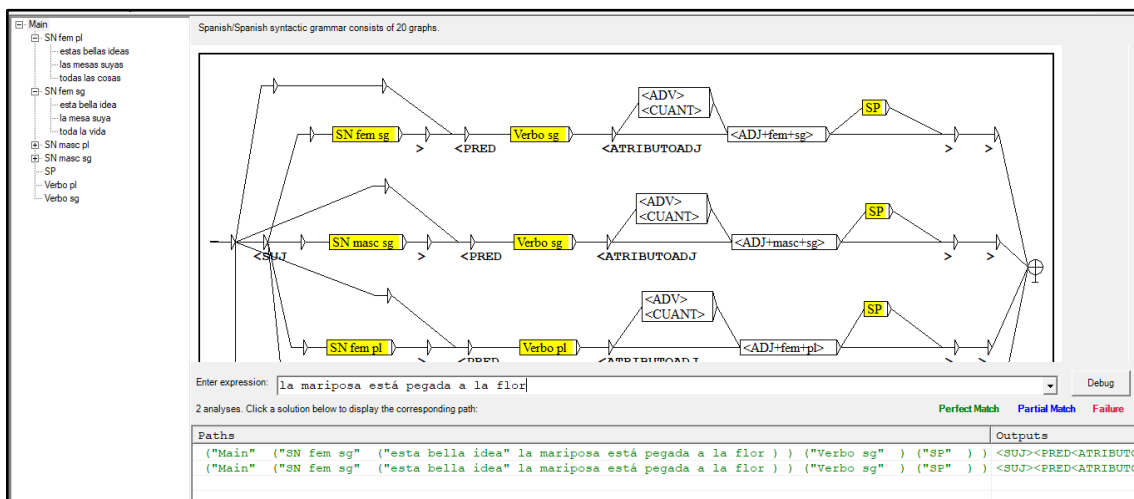 Main
SN fem pl
estas bellas ideas
las mesas suyas
todas las cosas
SN fem sg
esta bella idea
la mesa suya
toda la vida
SN masc pl
SN masc sg
SP
Verbo pl
Verbo sg
Spanish/Spanish syntactic grammar consists of 20 graphs.
<ADV>
<CUANT>
SP
SN fem sg Verbo sg <ADJ+fem+sg>
> <PRED <ATRIBUTOADJ > >
<ADV>
<CUANT>
SP
SN masc sg Verbo sg <ADJ+masc+sg>
<SUJ > <PRED <ATRIBUTOADJ > >
<ADV>
<CUANT>
SP
SN fem pl Verbo pl <ADJ+fem+pl>
> <PRED <ATRIBUTOADJ > >
Enter expression: la mariposa está pegada a la flor Debug
2 analyses. Click a solution below to display the corresponding path: Perfect Match Partial Match Failure
Paths Outputs
("Main" ("SN fem sg" ("esta bella idea" la mariposa está pegada a la flor ) ) ("Verbo sg" ) ("SP" ) ) <SUJ><PRED<ATRIBUTO
("Main" ("SN fem sg" ("esta bella idea" la mariposa está pegada a la flor ) ) ("Verbo sg" ) ("SP" ) ) <SUJ><PRED<ATRIBUTO